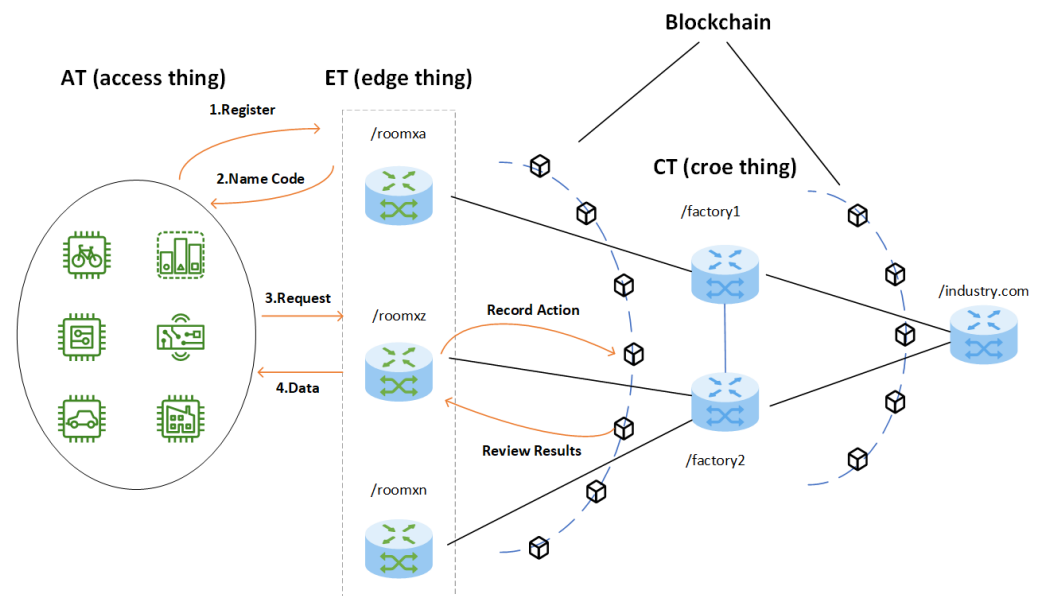 Blockchain
AT (access thing)
ET (edge thing)
1.Register
/roomxa
2.Name Code
CT (croe thing)
/factory1
3.Request
/roomxz
Record Action
/industry.com
4.Data
Review Results
/factory2
/roomxn